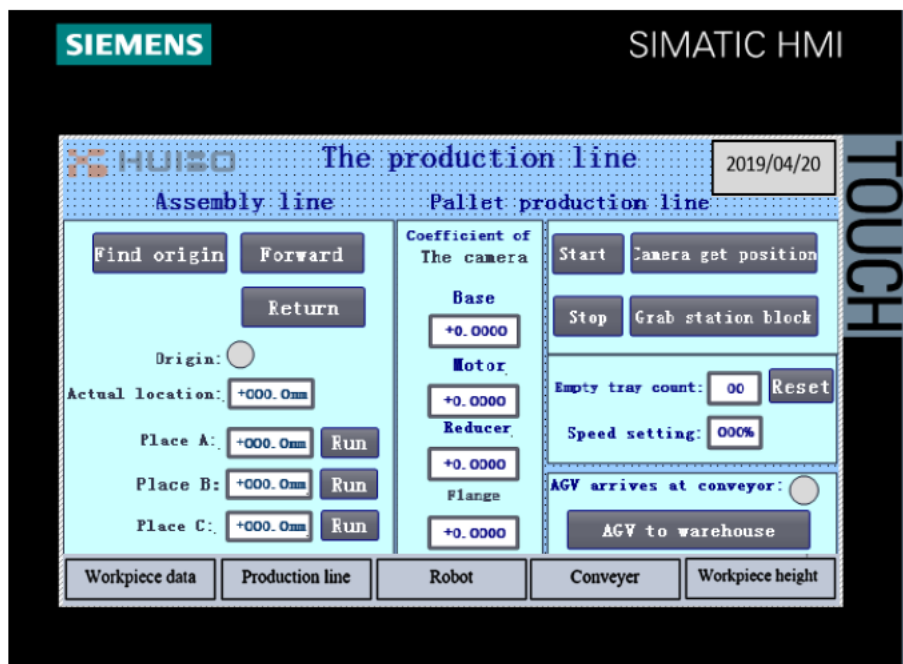 SIEMENS
SIMATIC HMI
TOUCH
HUIBO
The production line
2019/04/20
Assembly line
Pallet production line
Find origin
Forward
Return
Origin:
Actual location:
+000.0mm
Place A:
+000.0mm
Run
Place B:
+000.0mm
Run
Place C:
+000.0mm
Run
Coefficient of
The camera
Base
+0.0000
Motor
+0.0000
Reducer
+0.0000
Flange
+0.0000
Start
Camera get position
Stop
Grab station block
Empty tray count:
00
Reset
Speed setting:
000%
AGV arrives at conveyor:
AGV to warehouse
Workpiece data
Production line
Robot
Conveyer
Workpiece height